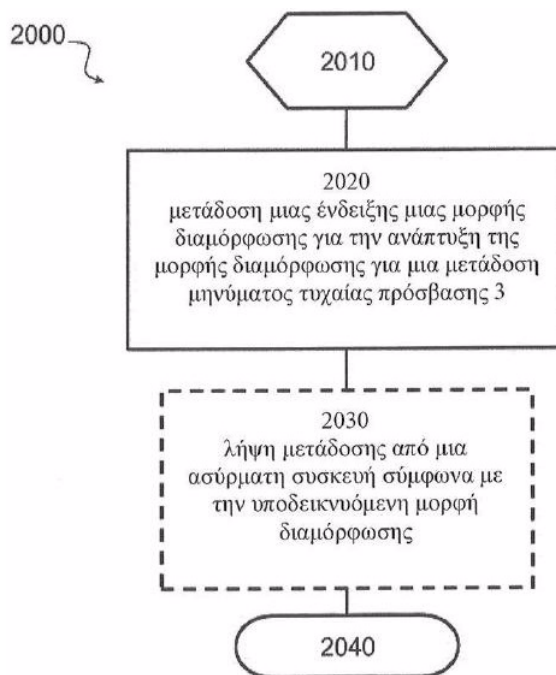 2000
2010
2020
μετάδοση μιας ένδειξης μιας μορφής
διαμόρφωσης για την ανάπτυξη της
μορφής διαμόρφωσης για μια μετάδοση
μηνύματος τυχαίας πρόσβασης 3
2030
λήψη μετάδοσης από μια
ασύρματη συσκευή σύμφωνα με
την υποδεικνυόμενη μορφή
διαμόρφωσης
2040